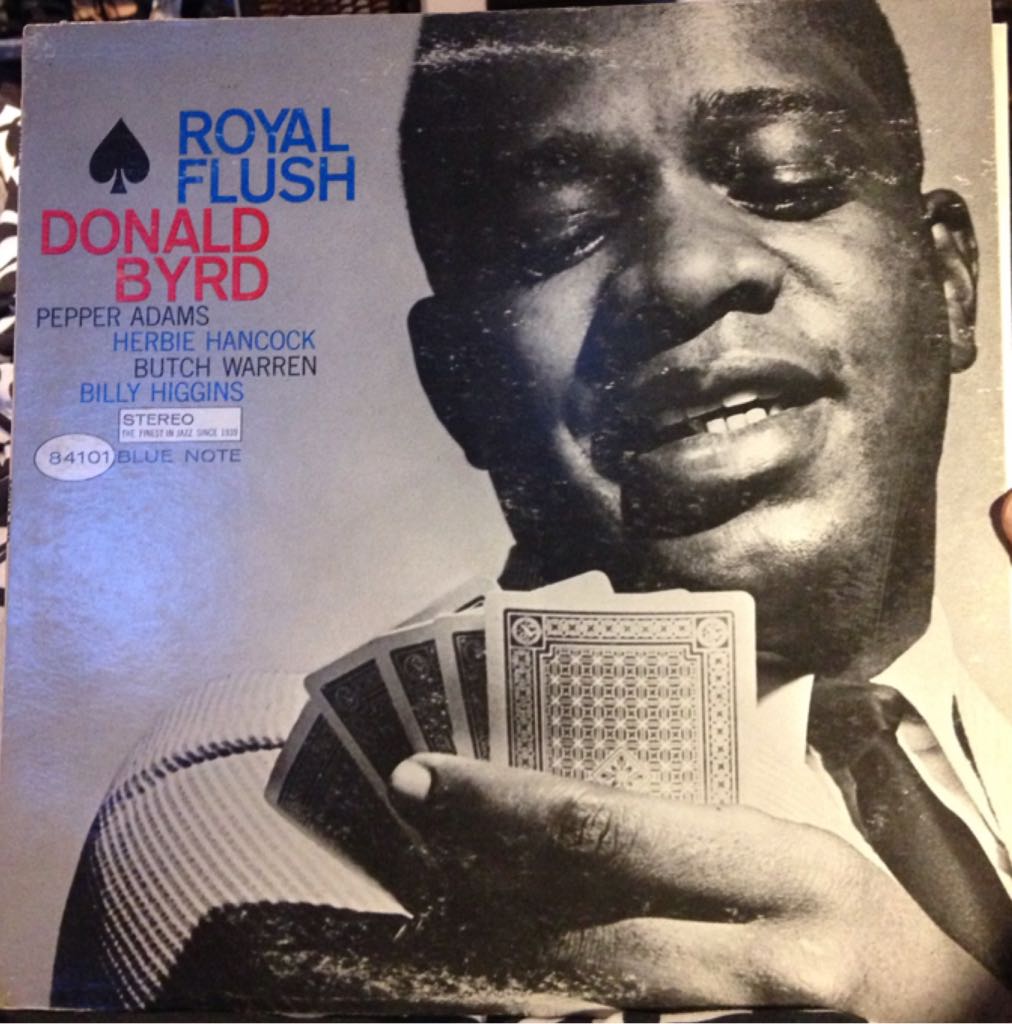 ROYAL
FLUSH
DONALD
BYRD
PEPPER ADAMS
HERBIE HANCOCK
BUTCH WARREN
BILLY HIGGINS
STEREO
THE FINEST IN JAZZ SINCE 1939
84101 BLUE NOTE